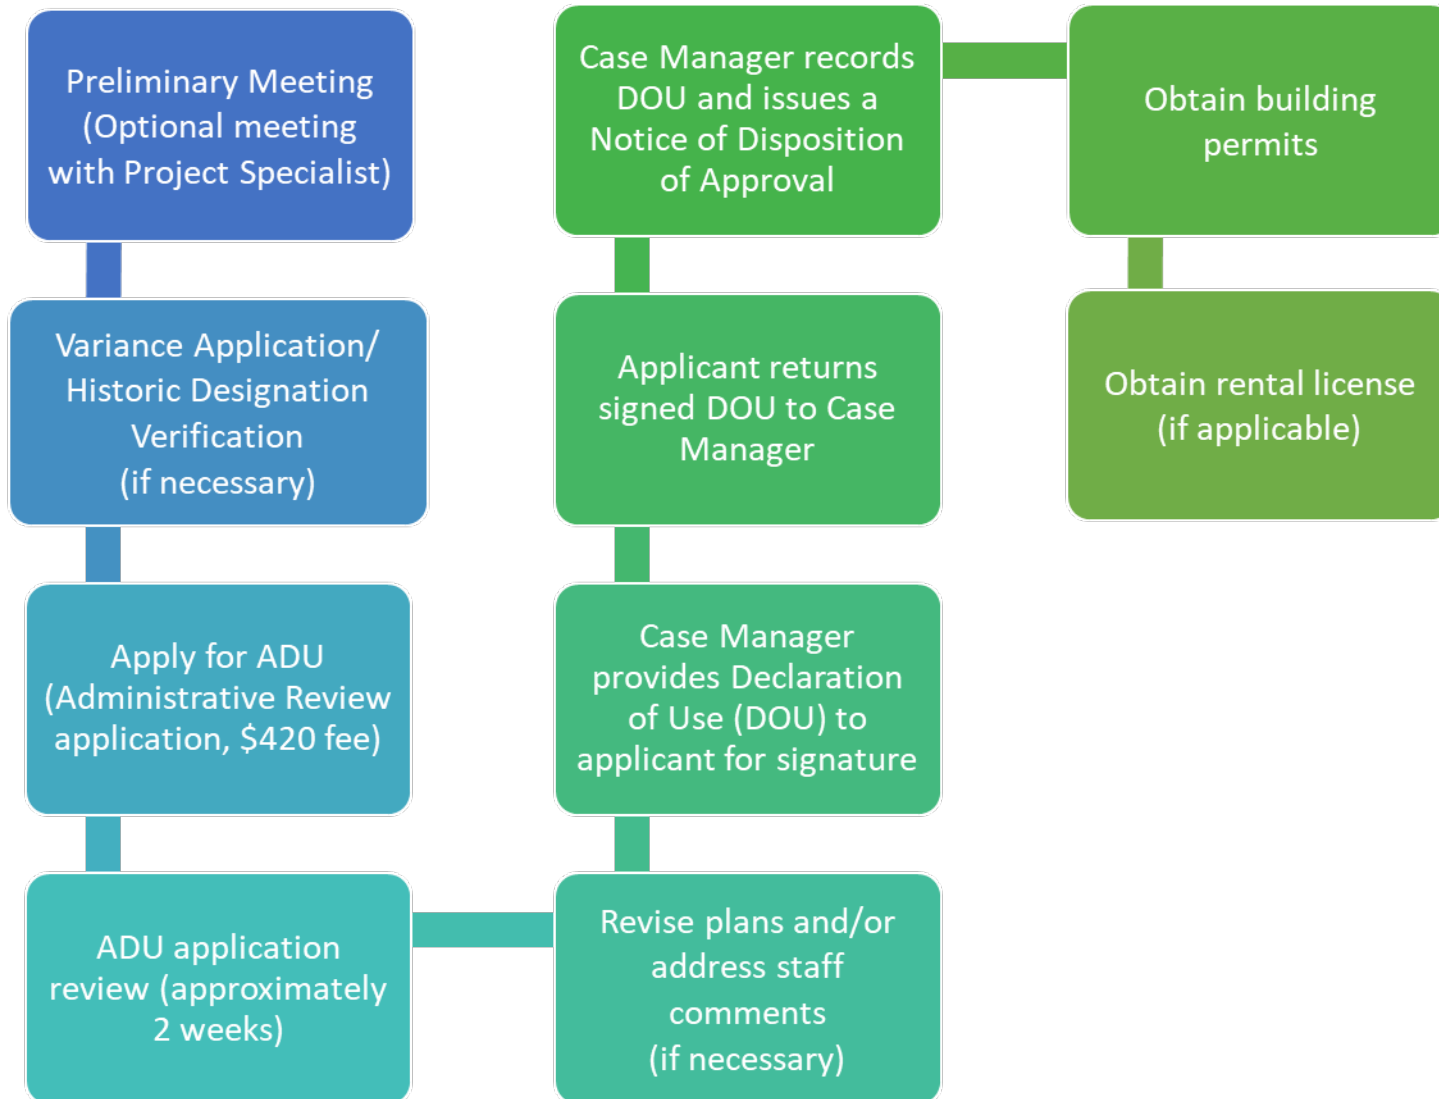 Preliminary Meeting
(Optional meeting
with Project Specialist)
Variance Application/
Historic Designation
Verification
(if necessary)
Apply for ADU
(Administrative Review
application, $420 fee)
ADU application
review (approximately
2 weeks)
Revise plans and/or
address staff
comments
(if necessary)
Case Manager
provides Declaration
of Use (DOU) to
applicant for signature
Applicant returns
signed DOU to Case
Manager
Case Manager records
DOU and issues a
Notice of Disposition
of Approval
Obtain building
permits
Obtain rental license
(if applicable)